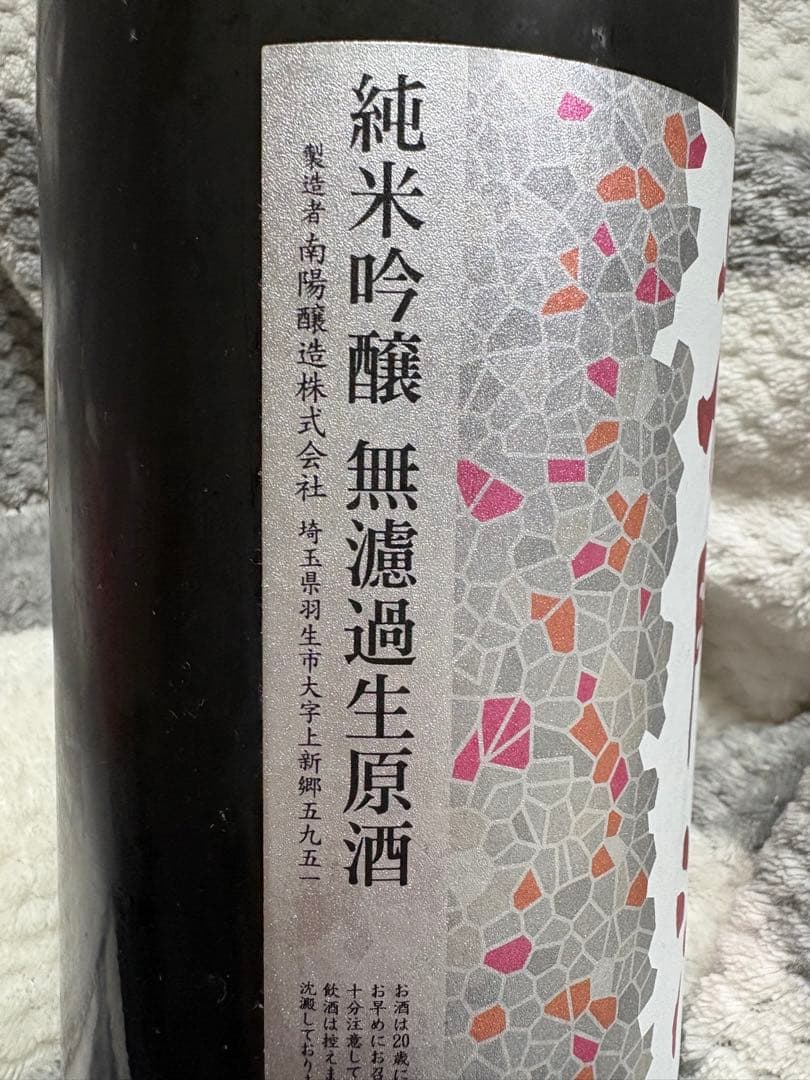 純米吟醸 無濾過生原酒
製造者 南陽醸造株式会社 埼玉県羽生市大字上新郷五九五一
お酒は20歳に
お早めにお召
十分注意して
飲酒は控えま
沈澱しており